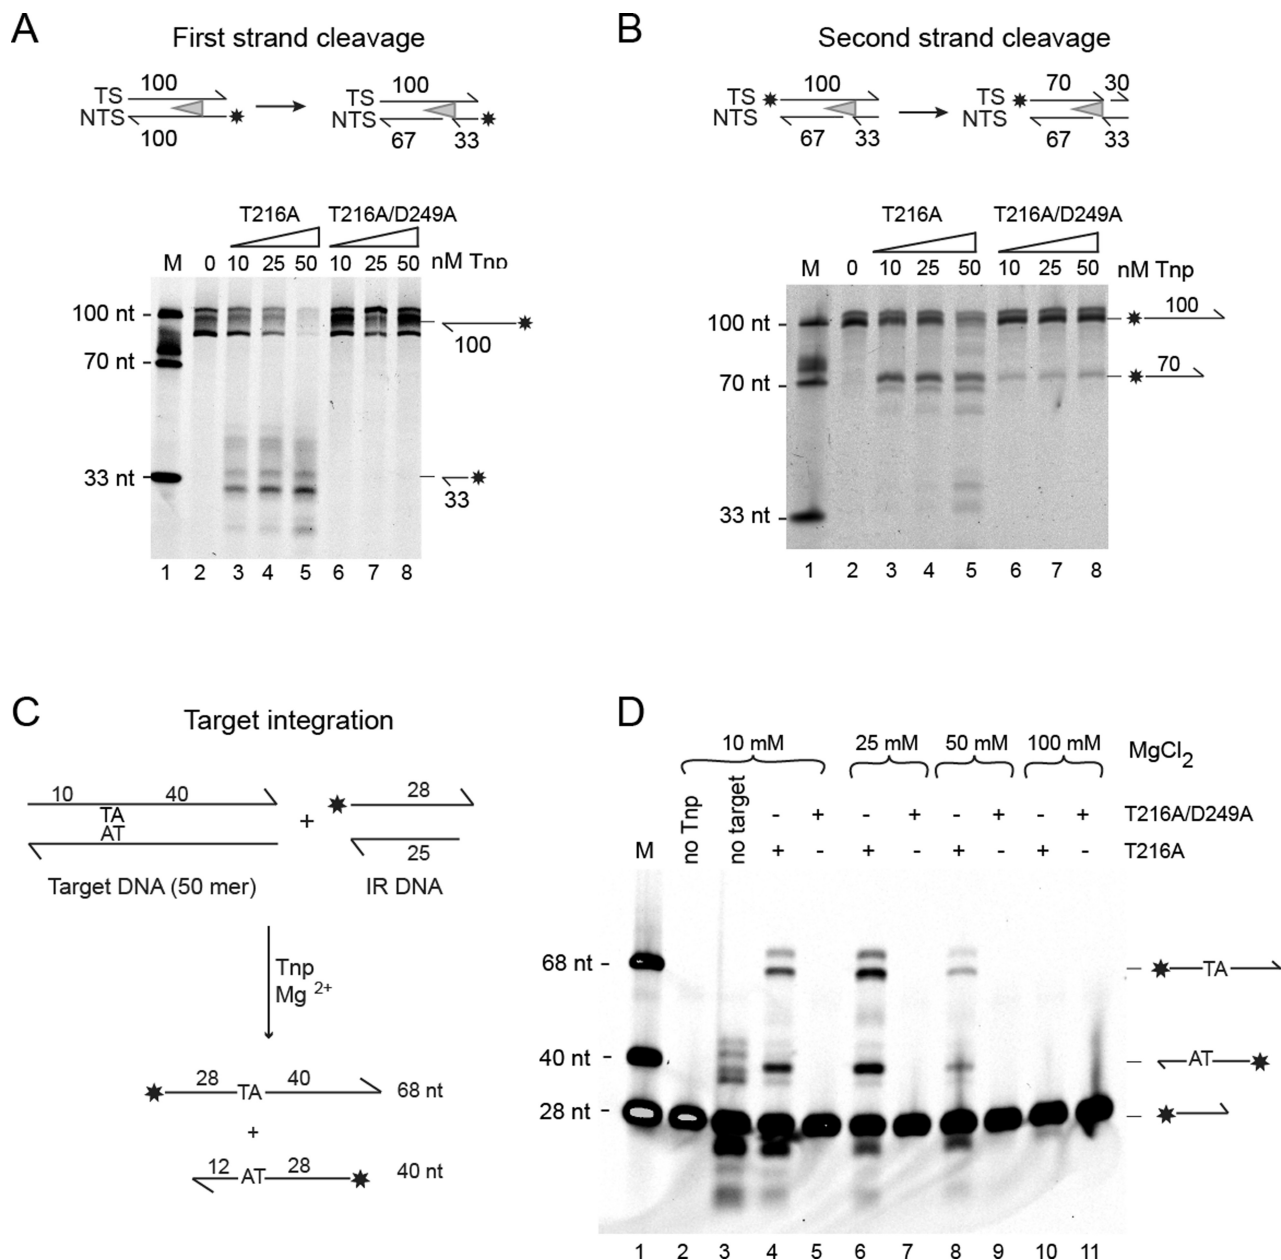 A
First strand cleavage
100
TS
NTS
100
100
TS
NTS
67 33
T216A T216A/D249A
M 0 10 25 50 10 25 50 nM Tnp
100 nt
100
70 nt
33 nt
33
1 2 3 4 5 6 7 8
B
Second strand cleavage
100
TS
NTS
67 33
70 30
TS
NTS
67 33
T216A T216A/D249A
M 0 10 25 50 10 25 50 nM Tnp
100
100 nt
70
70 nt
33 nt
1 2 3 4 5 6 7 8
C
Target integration
10 40
TA
AT
+
28
25
Target DNA (50 mer) IR DNA
Tnp
Mg 2+
28 TA 40 68 nt
+
12 AT 28 40 nt
D
10 mM 25 mM 50 mM 100 mM MgCl2
no Tnp
no target
- + - + - + - + T216A/D249A
M + - + - + - + - T216A
68 nt
TA
40 nt
AT
28 nt
1 2 3 4 5 6 7 8 9 10 11